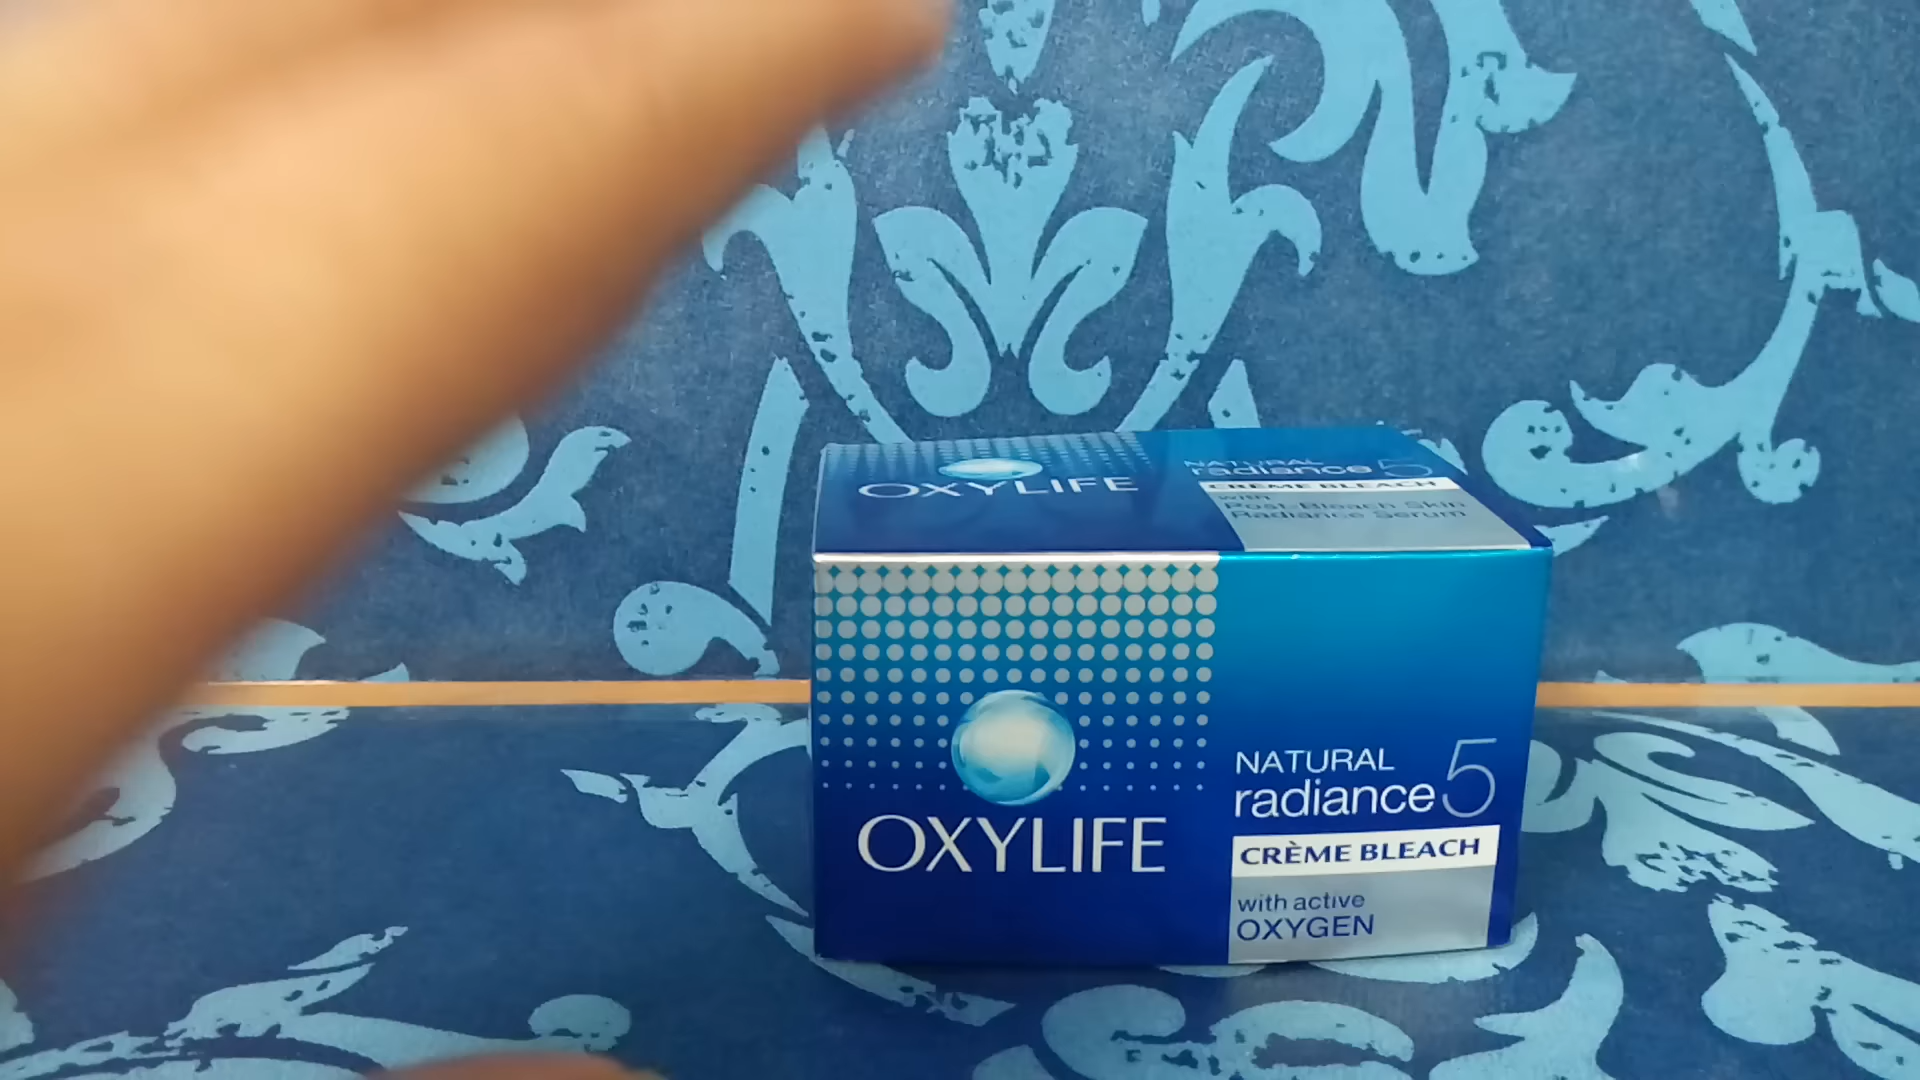 OXYLIFE
NATURAL
radiance 5
CRÈME BLEACH
with
Post-Bleach Skin
Radiance Serum
OXYLIFE
NATURAL
radiance 5
CRÈME BLEACH
with active
OXYGEN